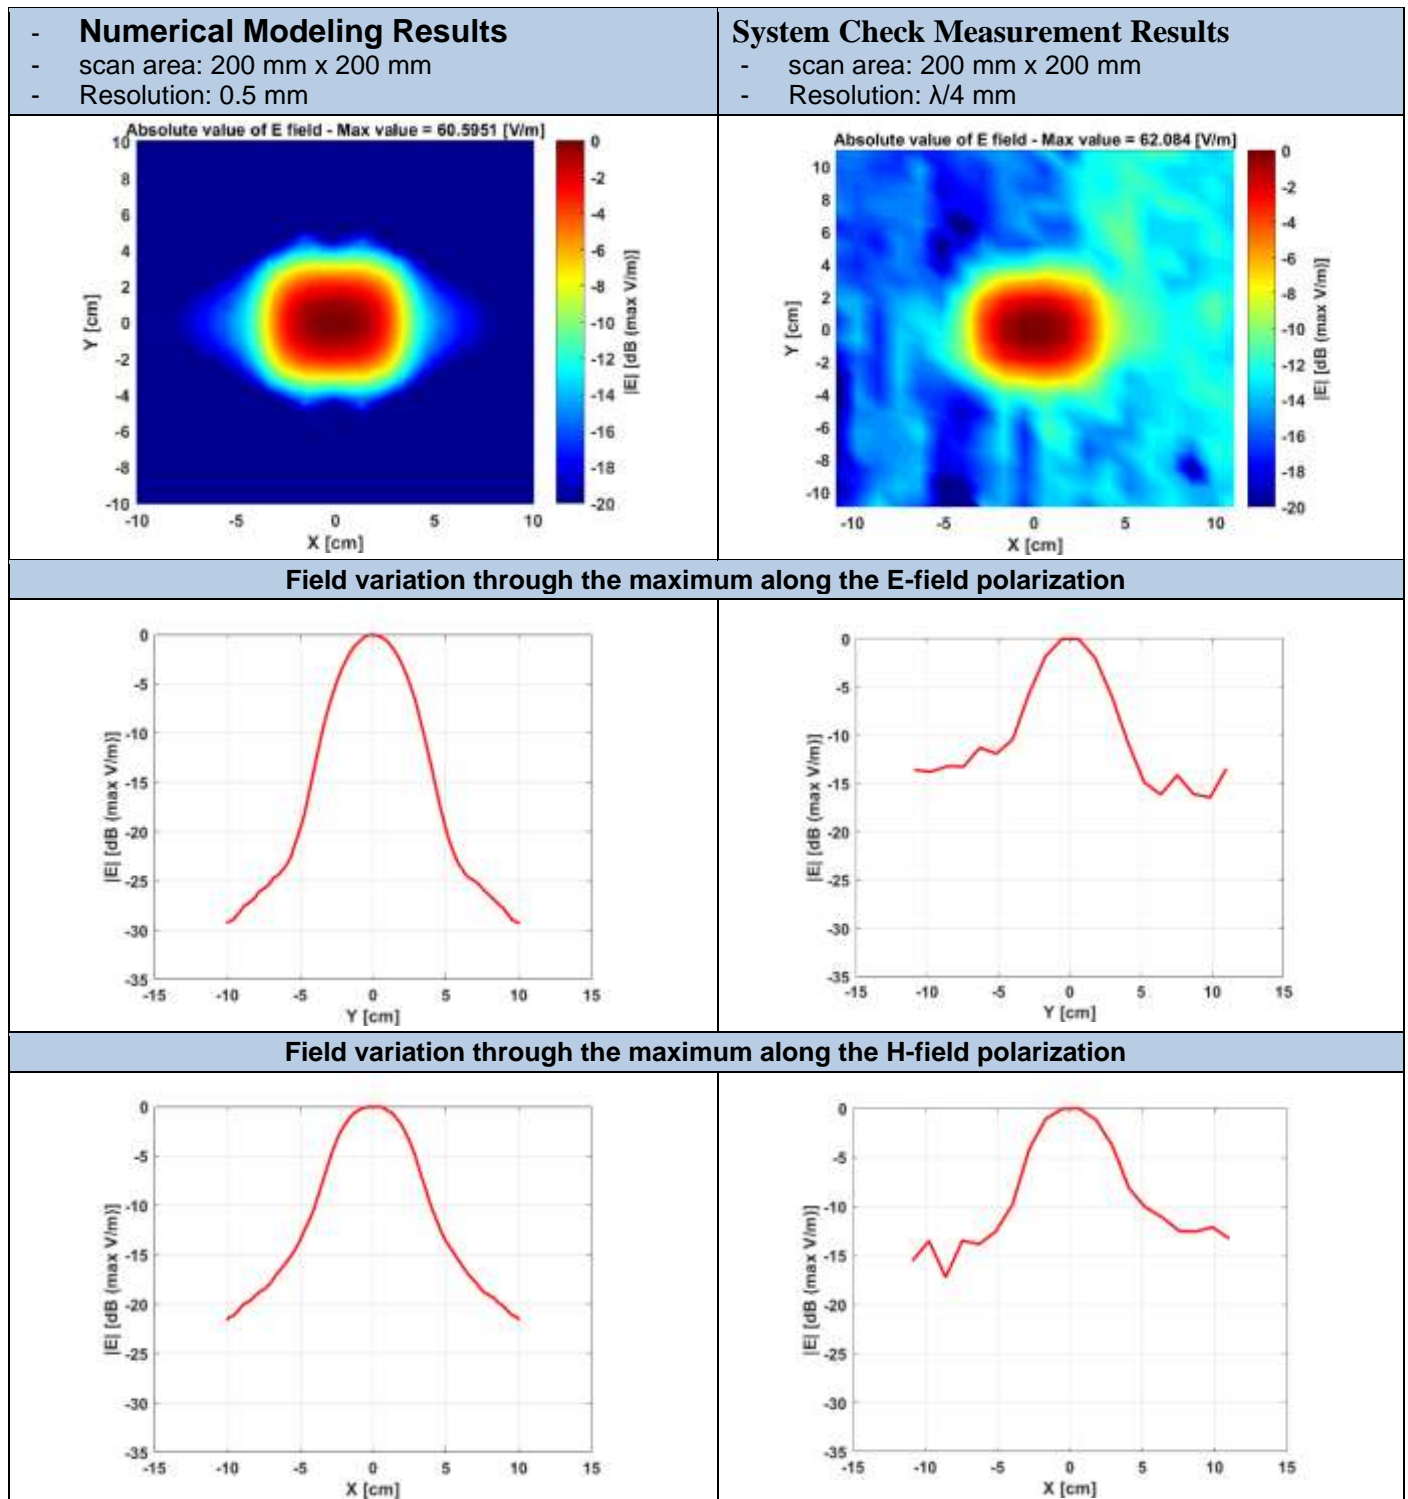 - Numerical Modeling Results
- scan area: 200 mm x 200 mm
- Resolution: 0.5 mm
System Check Measurement Results
- scan area: 200 mm x 200 mm
- Resolution: λ/4 mm
Absolute value of E field - Max value = 60.5951 [V/m]
10
8
6
4
2
0
-2
-4
-6
-8
-10
Y [cm]
-10 -5 0 5 10
X [cm]
0
-2
-4
-6
-8
-10
-12
-14
-16
-18
-20
|E| [dB (max V/m)]
Absolute value of E field - Max value = 62.084 [V/m]
10
8
6
4
2
0
-2
-4
-6
-8
-10
Y [cm]
-10 -5 0 5 10
X [cm]
0
-2
-4
-6
-8
-10
-12
-14
-16
-18
-20
|E| [dB (max V/m)]
Field variation through the maximum along the E-field polarization
0
-5
-10
-15
-20
-25
-30
-35
|E| [dB (max V/m)]
-15 -10 -5 0 5 10 15
Y [cm]
0
-5
-10
-15
-20
-25
-30
-35
|E| [dB (max V/m)]
-15 -10 -5 0 5 10 15
Y [cm]
Field variation through the maximum along the H-field polarization
0
-5
-10
-15
-20
-25
-30
-35
|E| [dB (max V/m)]
-15 -10 -5 0 5 10 15
X [cm]
0
-5
-10
-15
-20
-25
-30
-35
|E| [dB (max V/m)]
-15 -10 -5 0 5 10 15
X [cm]